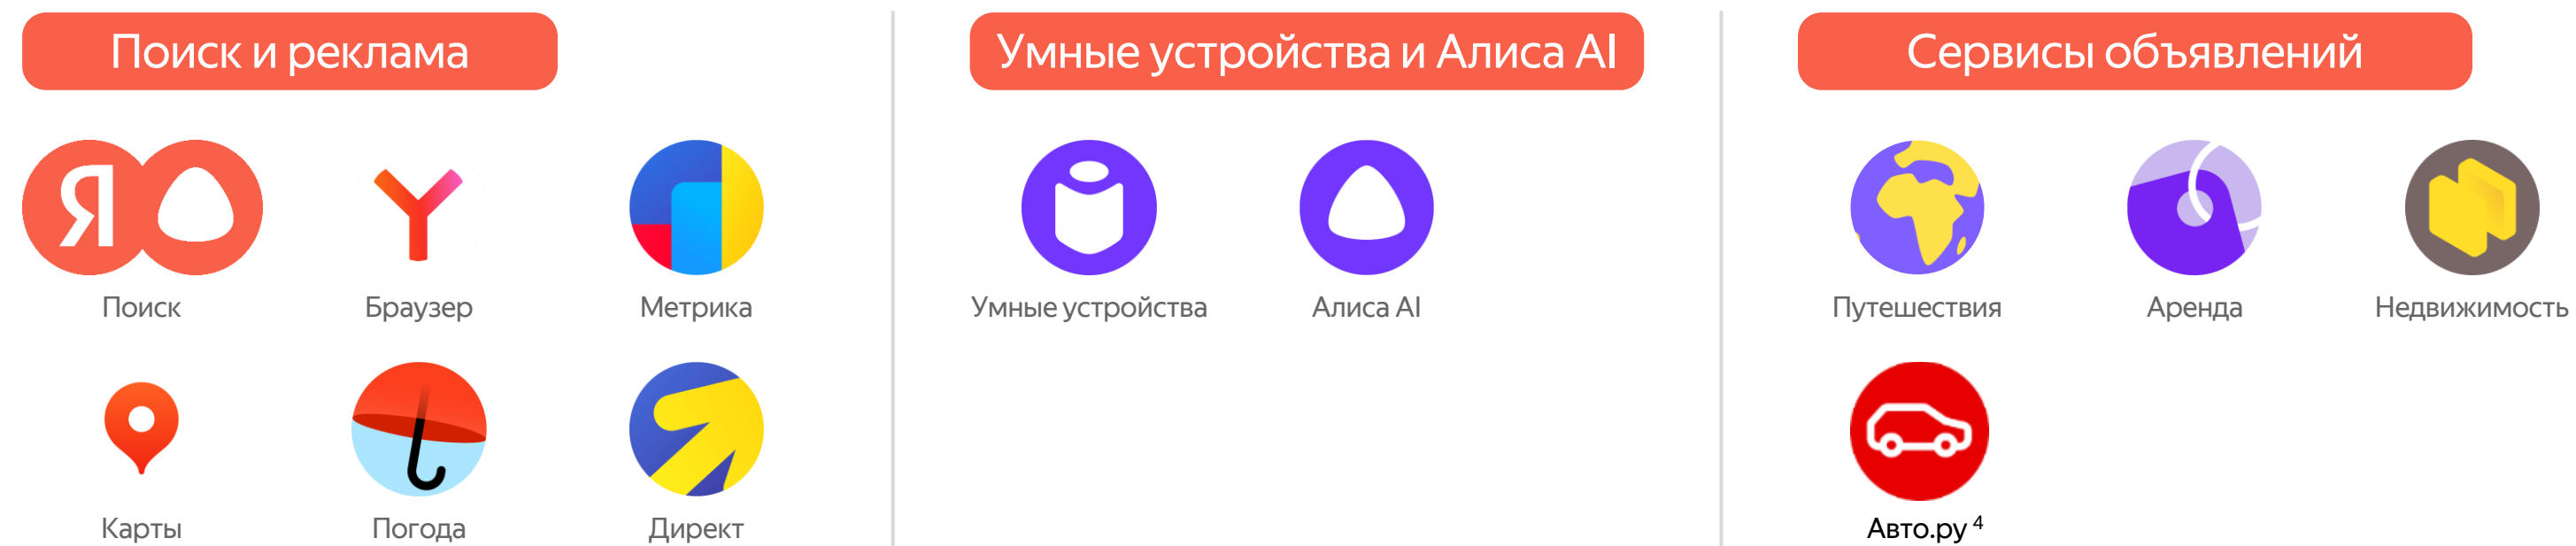 Поиск и реклама
Я
Поиск
Браузер
Метрика
Карты
Погода
Директ
Умные устройства и Алиса AI
Умные устройства
Алиса AI
Сервисы объявлений
Путешествия
Аренда
Недвижимость
Авто.ру 4